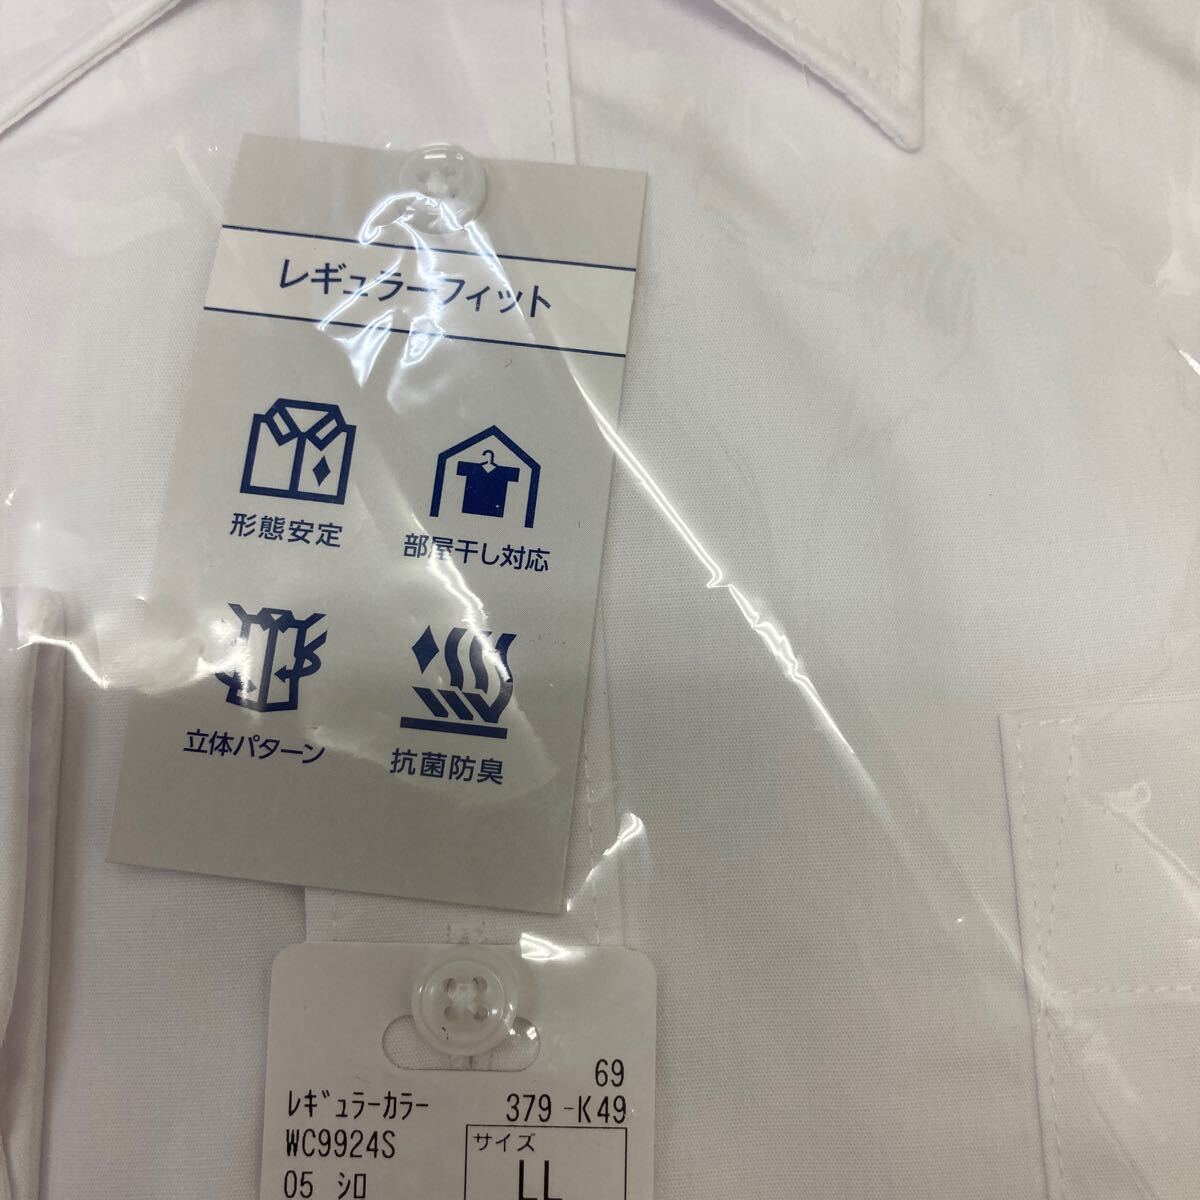 レギュラーフィット
形態安定
部屋干し対応
立体パターン
抗菌防臭
69
ﾚｷﾞｭﾗｰｶﾗｰ 379 -K49
WC9924S
サイズ
05 ｼﾛ
LL